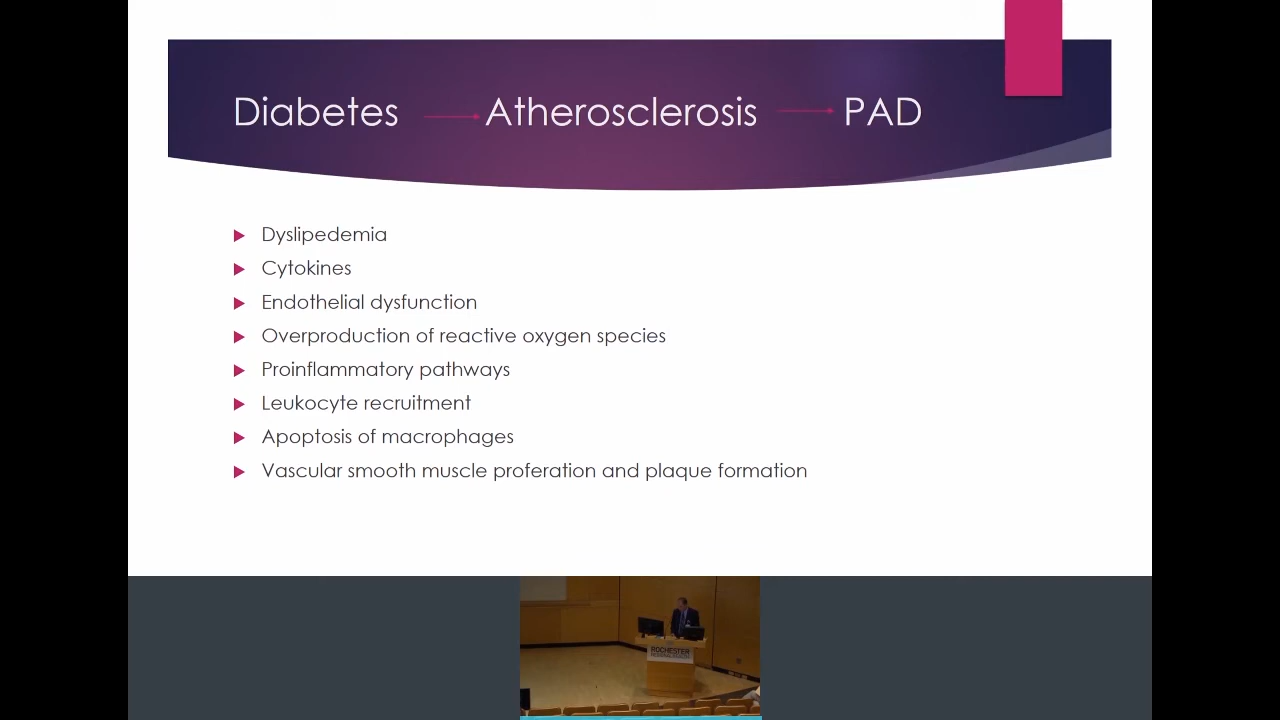 Diabetes Atherosclerosis PAD
Dyslipedemia
Cytokines
Endothelial dysfunction
Overproduction of reactive oxygen species
Proinflammatory pathways
Leukocyte recruitment
Apoptosis of macrophages
Vascular smooth muscle proferation and plaque formation
ROCHESTER